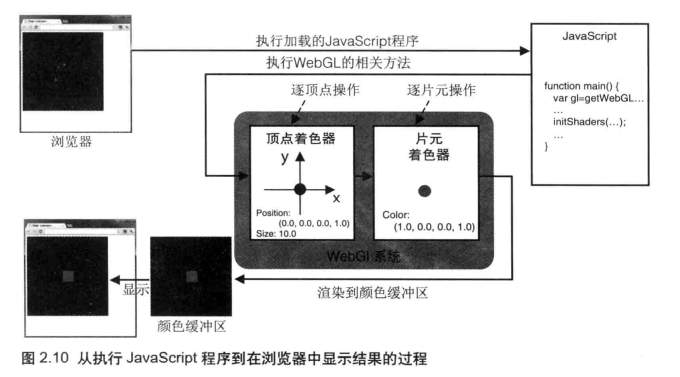 执行加载的JavaScript程序
JavaScript
执行WebGL的相关方法
逐顶点操作
逐片元操作
function main() {
var gl=getWebGL...
...
initShaders(...);
...
}
浏览器
顶点着色器
y
x
Position:
(0.0, 0.0, 0.0, 1.0)
Size: 10.0
片元
着色器
Color:
(1.0, 0.0, 0.0, 1.0)
WebGl 系统
显示
渲染到颜色缓冲区
颜色缓冲区
图 2.10 从执行 JavaScript 程序到在浏览器中显示结果的过程